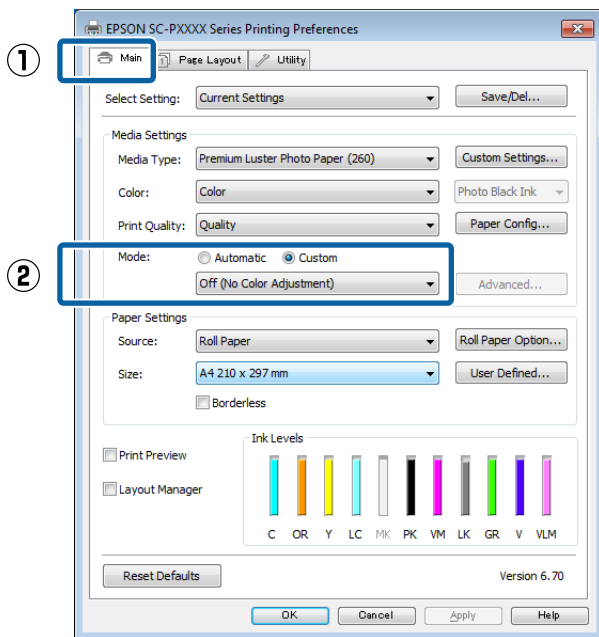 EPSON SC-PXXXX Series Printing Preferences
1 Main Page Layout Utility
Select Setting: Current Settings Save/Del...
Media Settings
Media Type: Premium Luster Photo Paper (260) Custom Settings...
Color: Color Photo Black Ink
Print Quality: Quality Paper Config...
Mode: Automatic Custom
2 Off (No Color Adjustment) Advanced...
Paper Settings
Source: Roll Paper Roll Paper Option...
Size: A4 210 x 297 mm User Defined...
Borderless
Print Preview
Layout Manager
Ink Levels
C OR Y LC MK PK VM LK GR V VLM
Reset Defaults Version 6.70
OK Cancel Apply Help